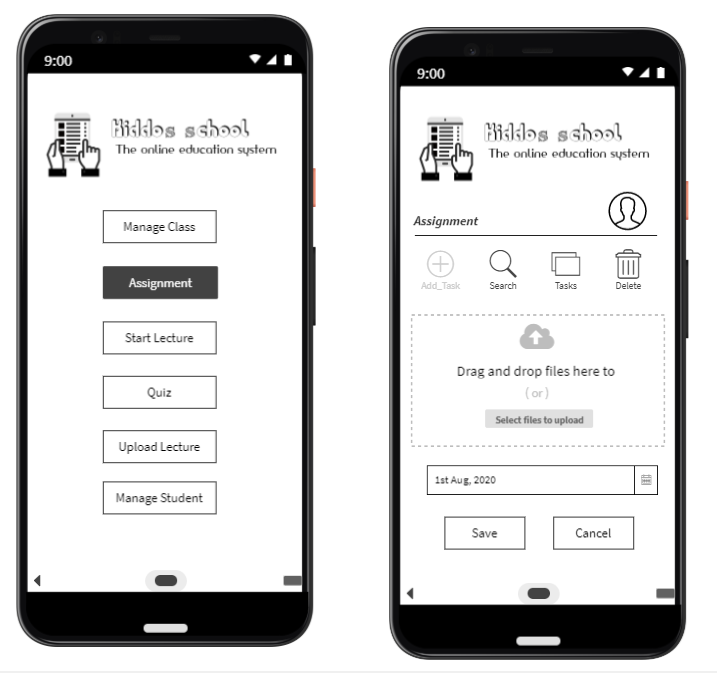 9:00
Hiddos school
The online education system
Manage Class
Assignment
Start Lecture
Quiz
Upload Lecture
Manage Student
9:00
Hiddos school
The online education system
Assignment
Add_Task Search Tasks Delete
Drag and drop files here to
( or )
Select files to upload
1st Aug, 2020
Save Cancel